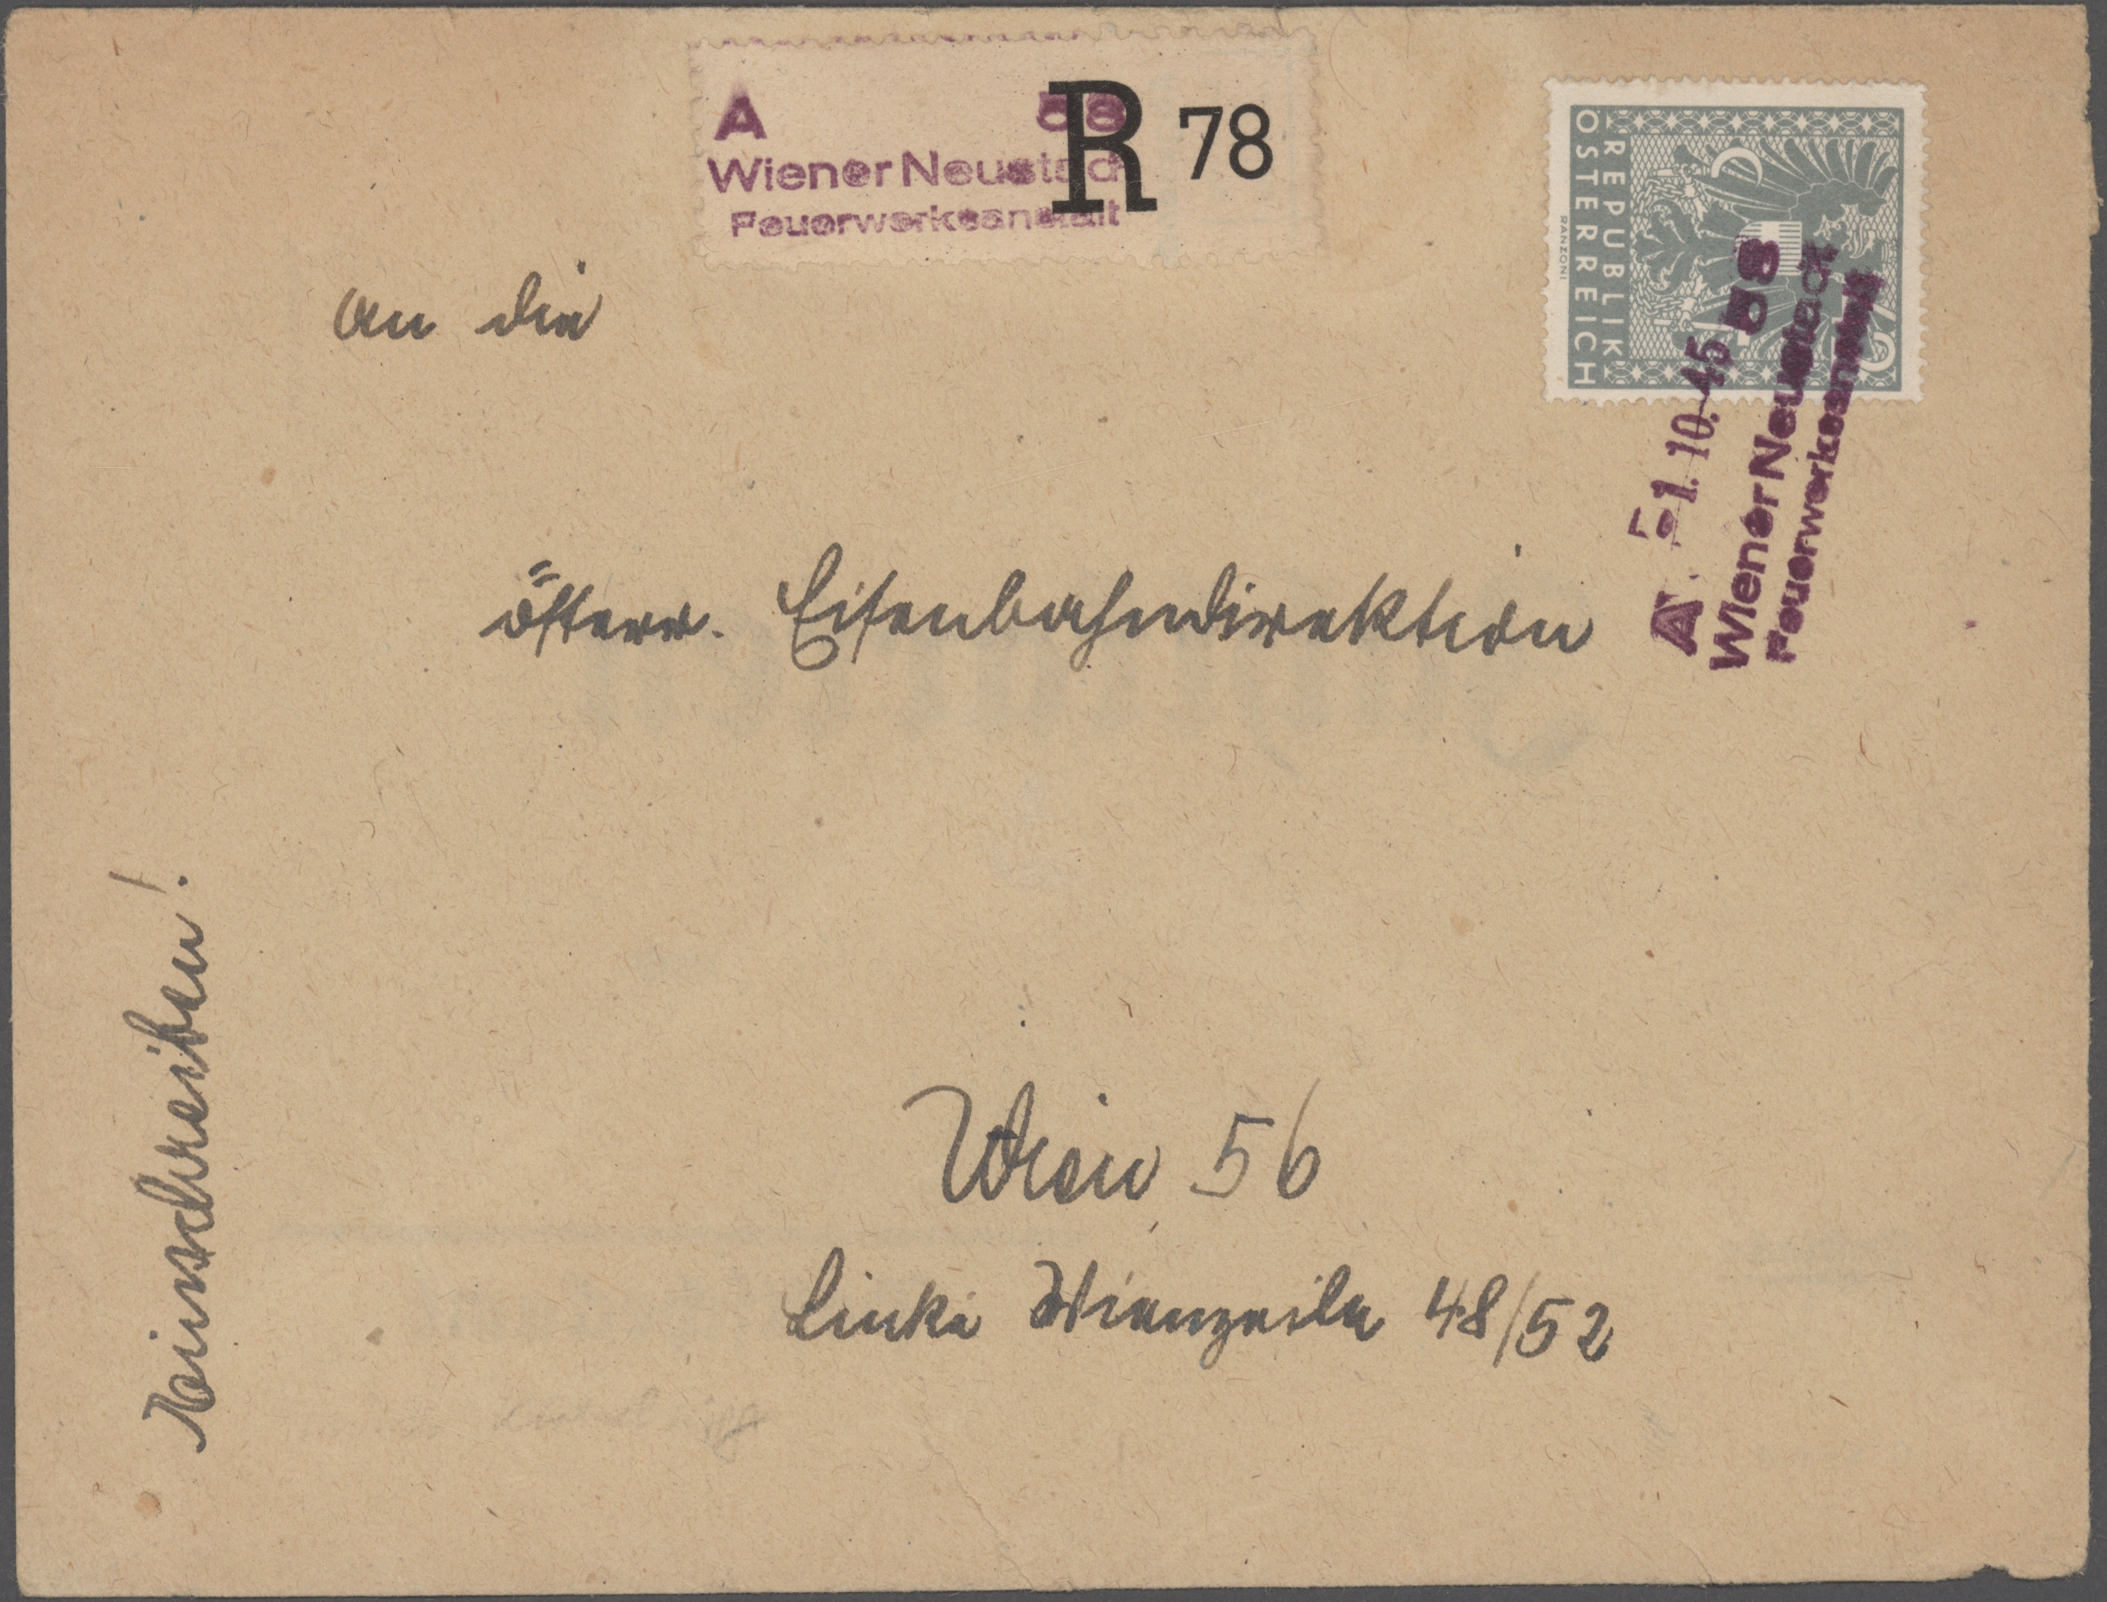 A 58
R 78
Wiener Neustadt
Feuerwerksanstalt
REPUBLIK
ÖSTERREICH
RANZONI
A -1. 10. 45 58
Wiener Neustadt
Feuerwerksanstalt
An die
österr. Eisenbahndirektion
Einschreiben!
Wien 56
Linke Wienzeile 48/52